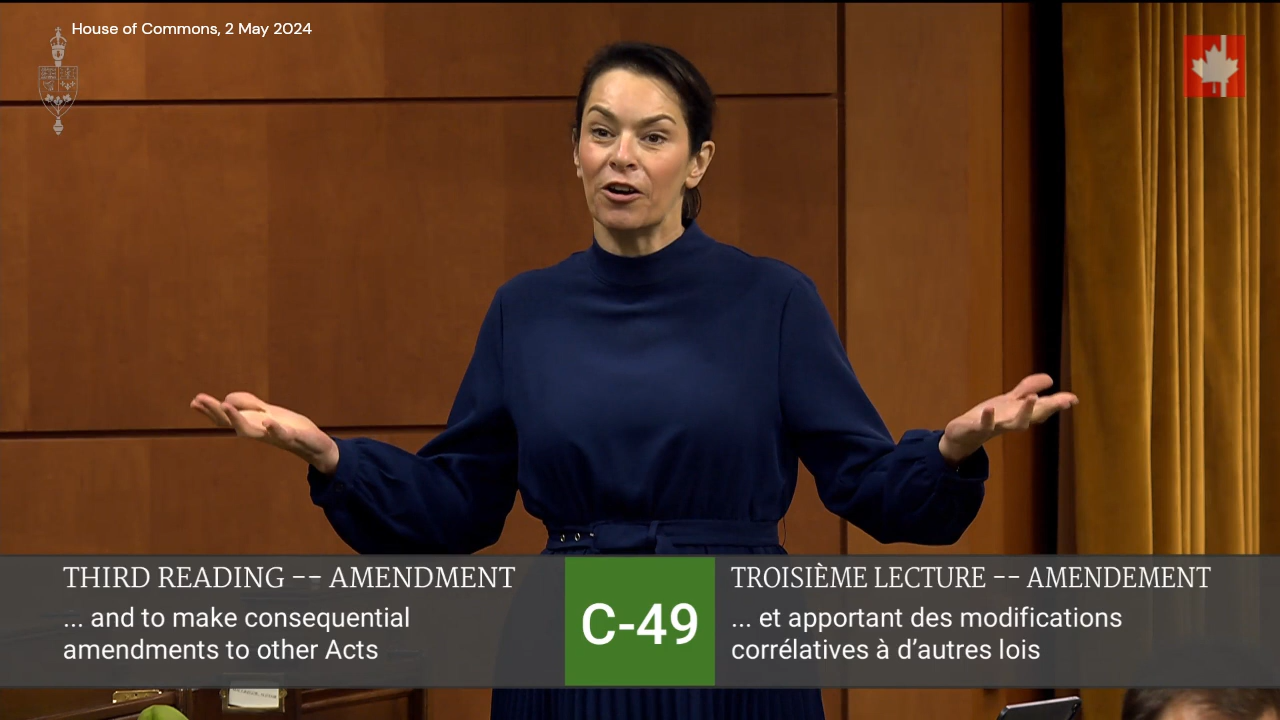 House of Commons, 2 May 2024
THIRD READING -- AMENDMENT
... and to make consequential
amendments to other Acts
C-49
TROISIÈME LECTURE -- AMENDEMENT
... et apportant des modifications
corrélatives à d’autres lois